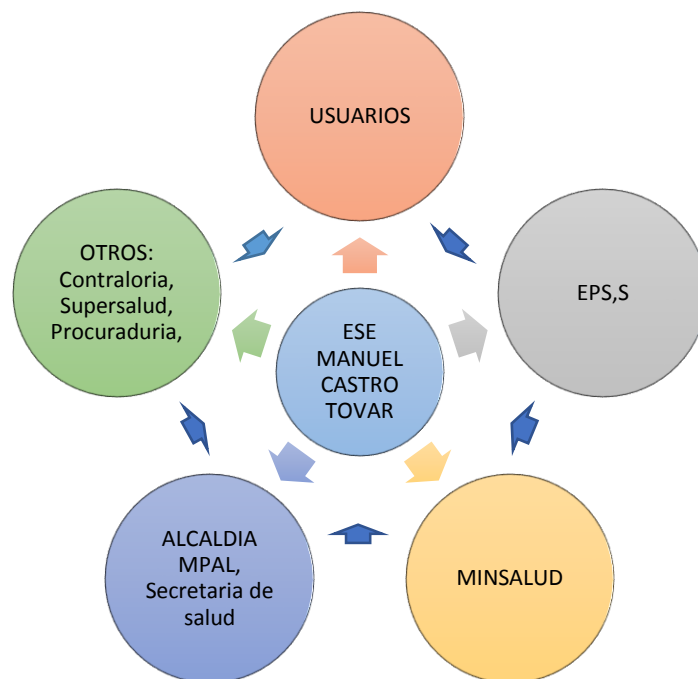 USUARIOS
OTROS:
Contraloria,
Supersalud,
Procuraduria,
EPS,S
ESE
MANUEL
CASTRO
TOVAR
ALCALDIA
MPAL,
Secretaria de
salud
MINSALUD